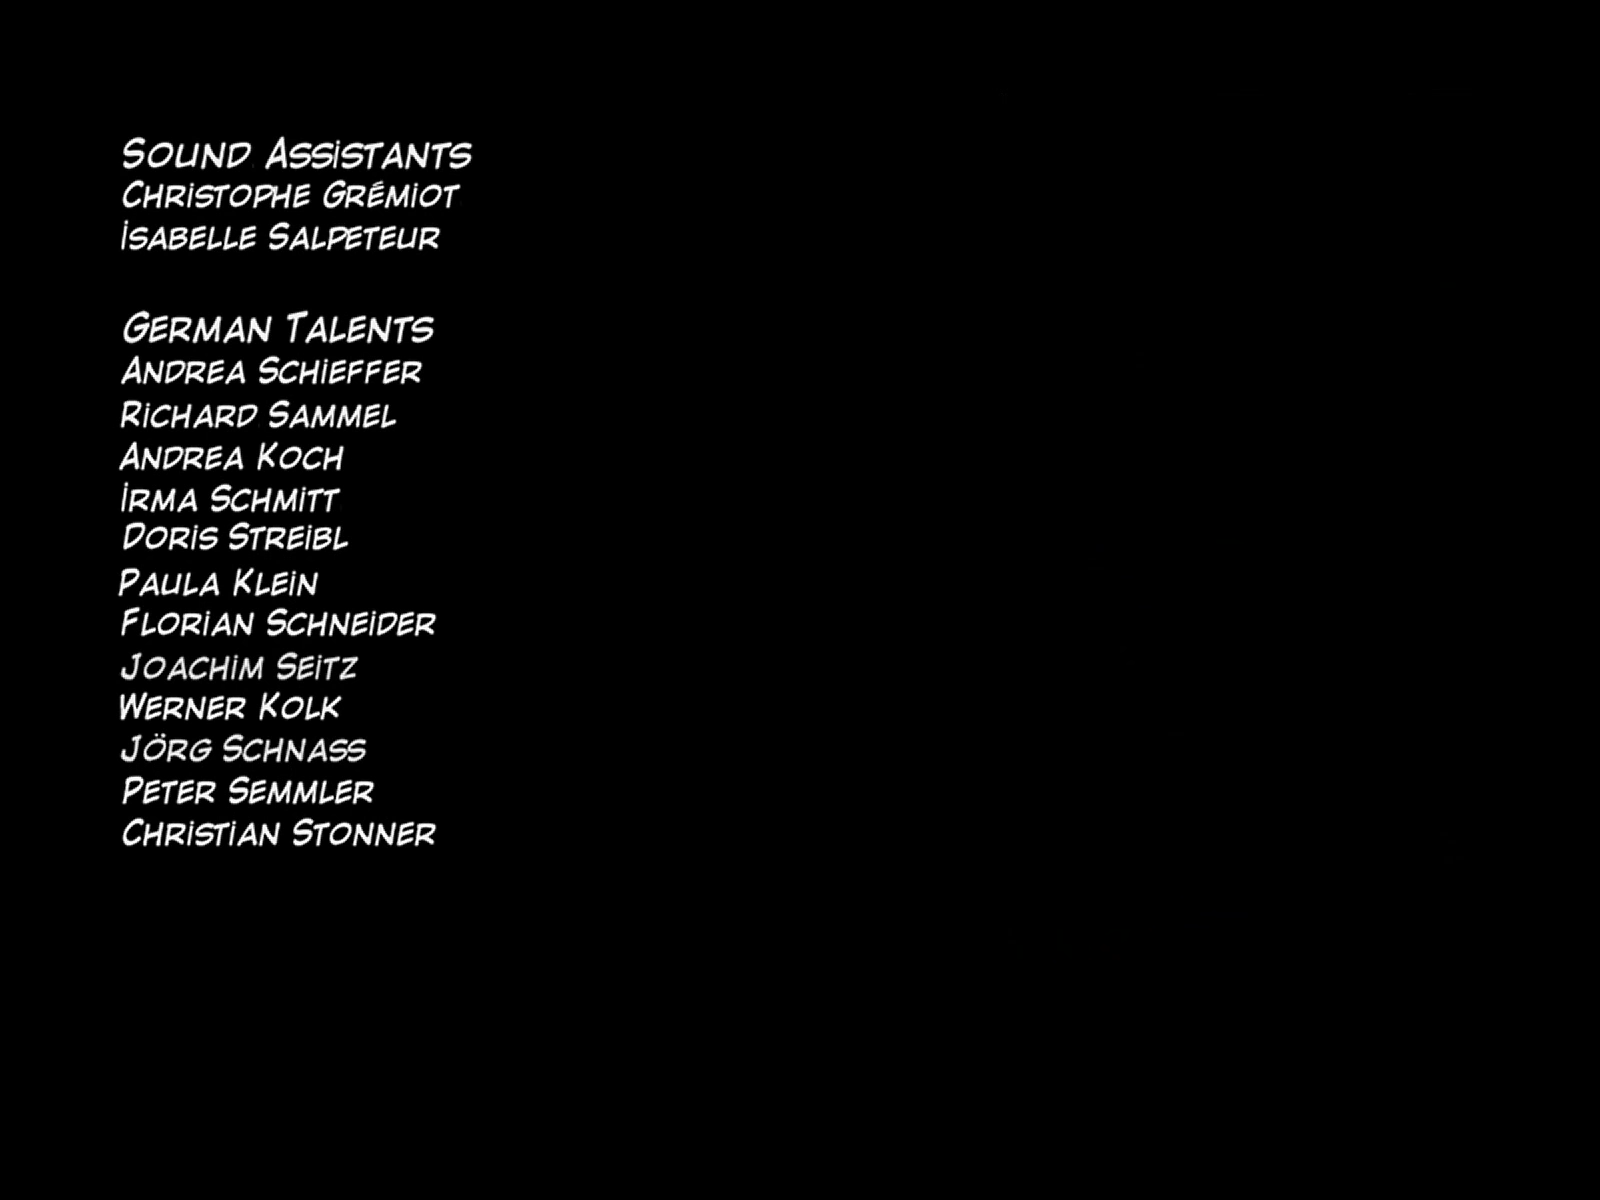 Sound Assistants
Christophe Grémiot
Isabelle Salpeteur
German Talents
Andrea Schieffer
Richard Sammel
Andrea Koch
Irma Schmitt
Doris Streibl
Paula Klein
Florian Schneider
Joachim Seitz
Werner Kolk
Jörg Schnass
Peter Semmler
Christian Stonner